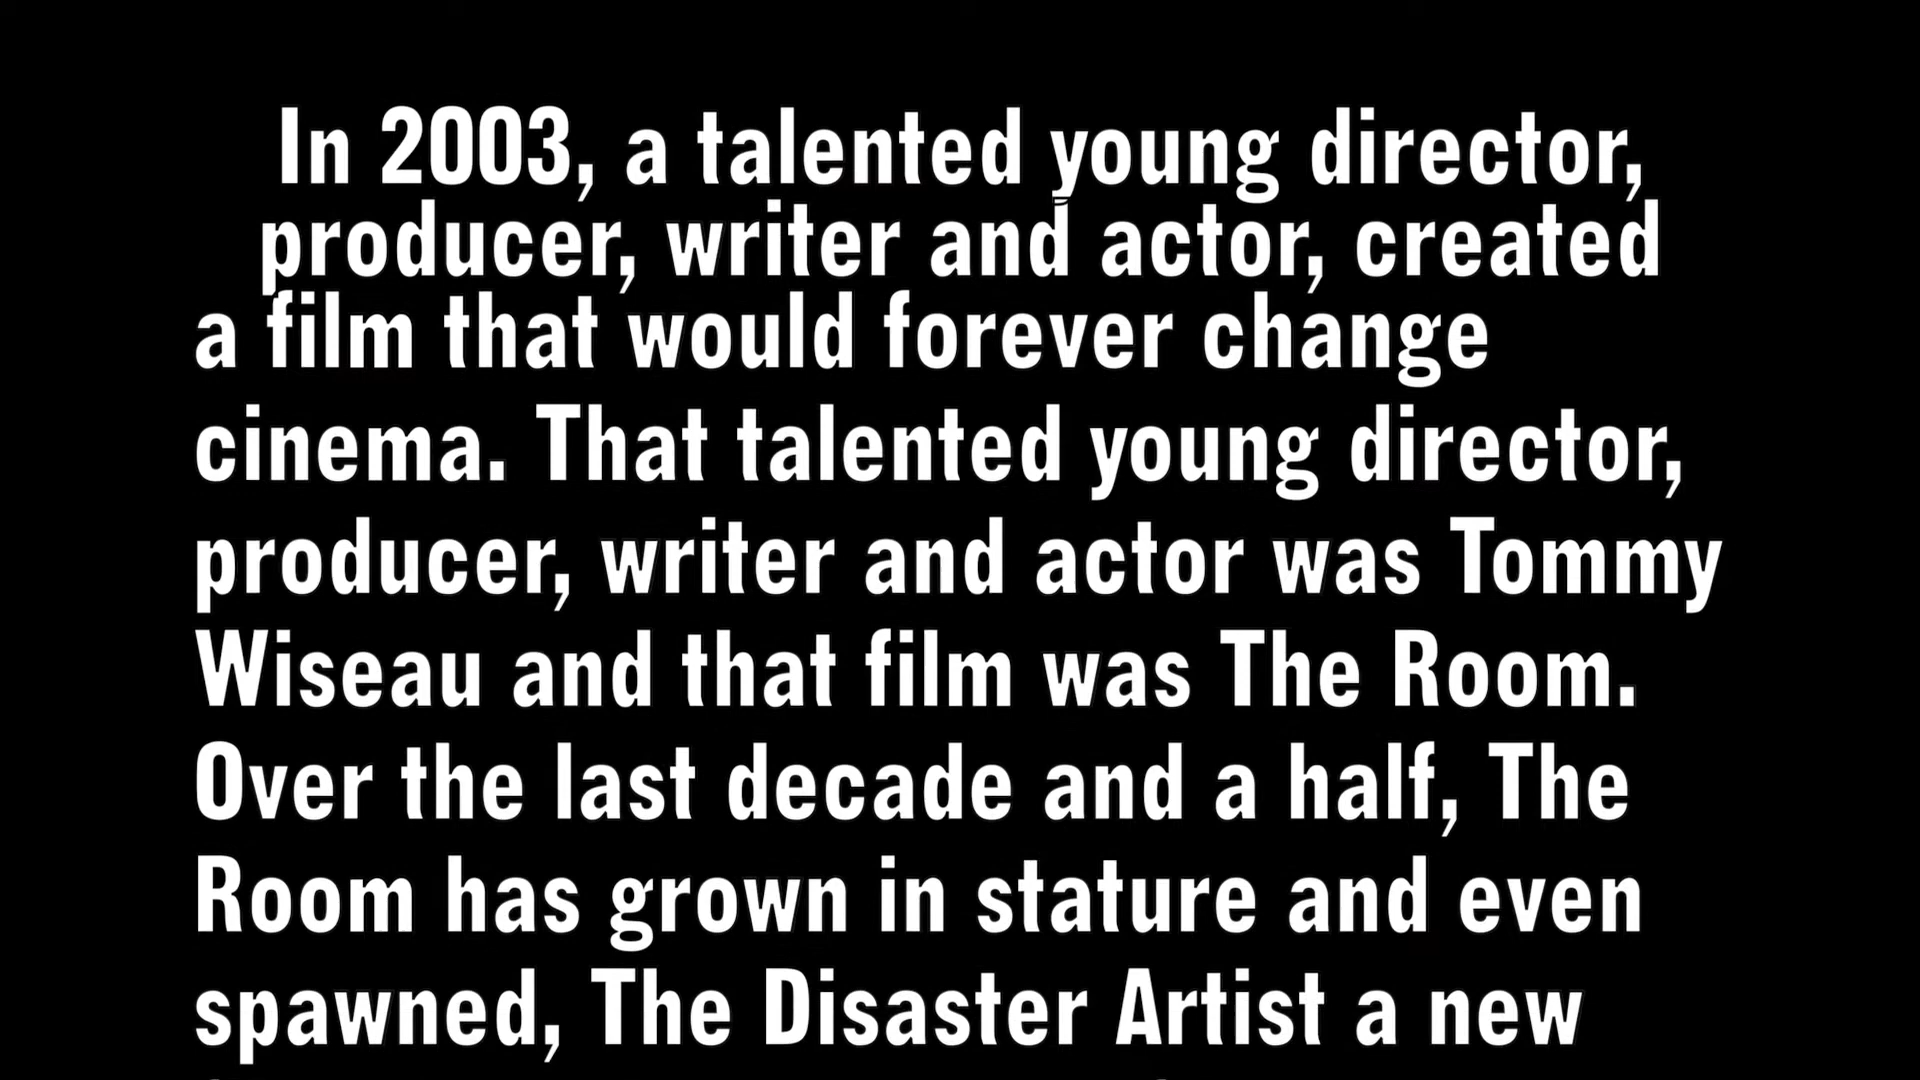 In 2003, a talented young director,
producer, writer and actor, created
a film that would forever change
cinema. That talented young director,
producer, writer and actor was Tommy
Wiseau and that film was The Room.
Over the last decade and a half, The
Room has grown in stature and even
spawned, The Disaster Artist a new